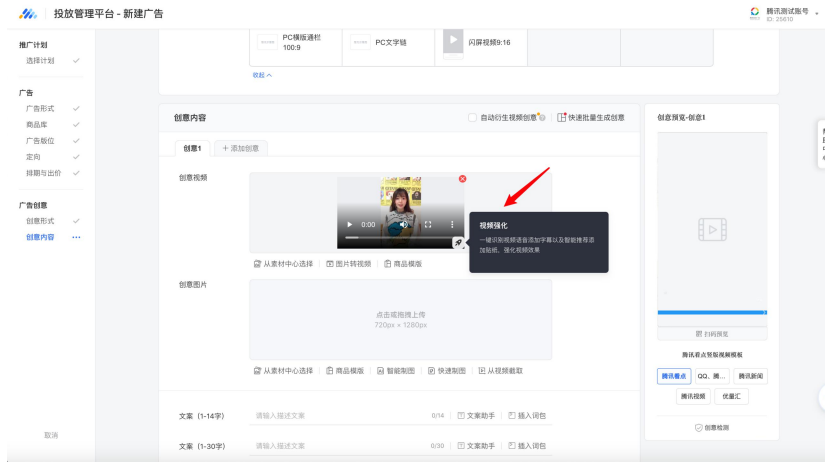 投放管理平台 - 新建广告
腾讯测试账号
ID: 25610
推广计划
选择计划
广告
广告形式
商品库
广告版位
定向
排期与出价
广告创意
创意形式
创意内容
取消
PC横版通栏
100:9
PC文字链
闪屏视频9:16
收起
创意内容
自动衍生视频创意
快速批量生成创意
创意1
+ 添加创意
创意视频
0:00
视频强化
一键识别视频语音添加字幕以及智能推荐添
加贴纸、强化视频效果
从素材中心选择
图片转视频
商品模版
创意图片
点击或拖拽上传
720px × 1280px
从素材中心选择
商品模版
智能制图
快速制图
从视频截取
文案（1-14字）
请输入描述文案
0/14
文案助手
插入词包
文案（1-30字）
请输入描述文案
0/30
文案助手
插入词包
创意预览-创意1
扫码预览
腾讯看点竖版视频模板
腾讯看点
QQ、腾...
腾讯新闻
腾讯视频
优量汇
创意检测